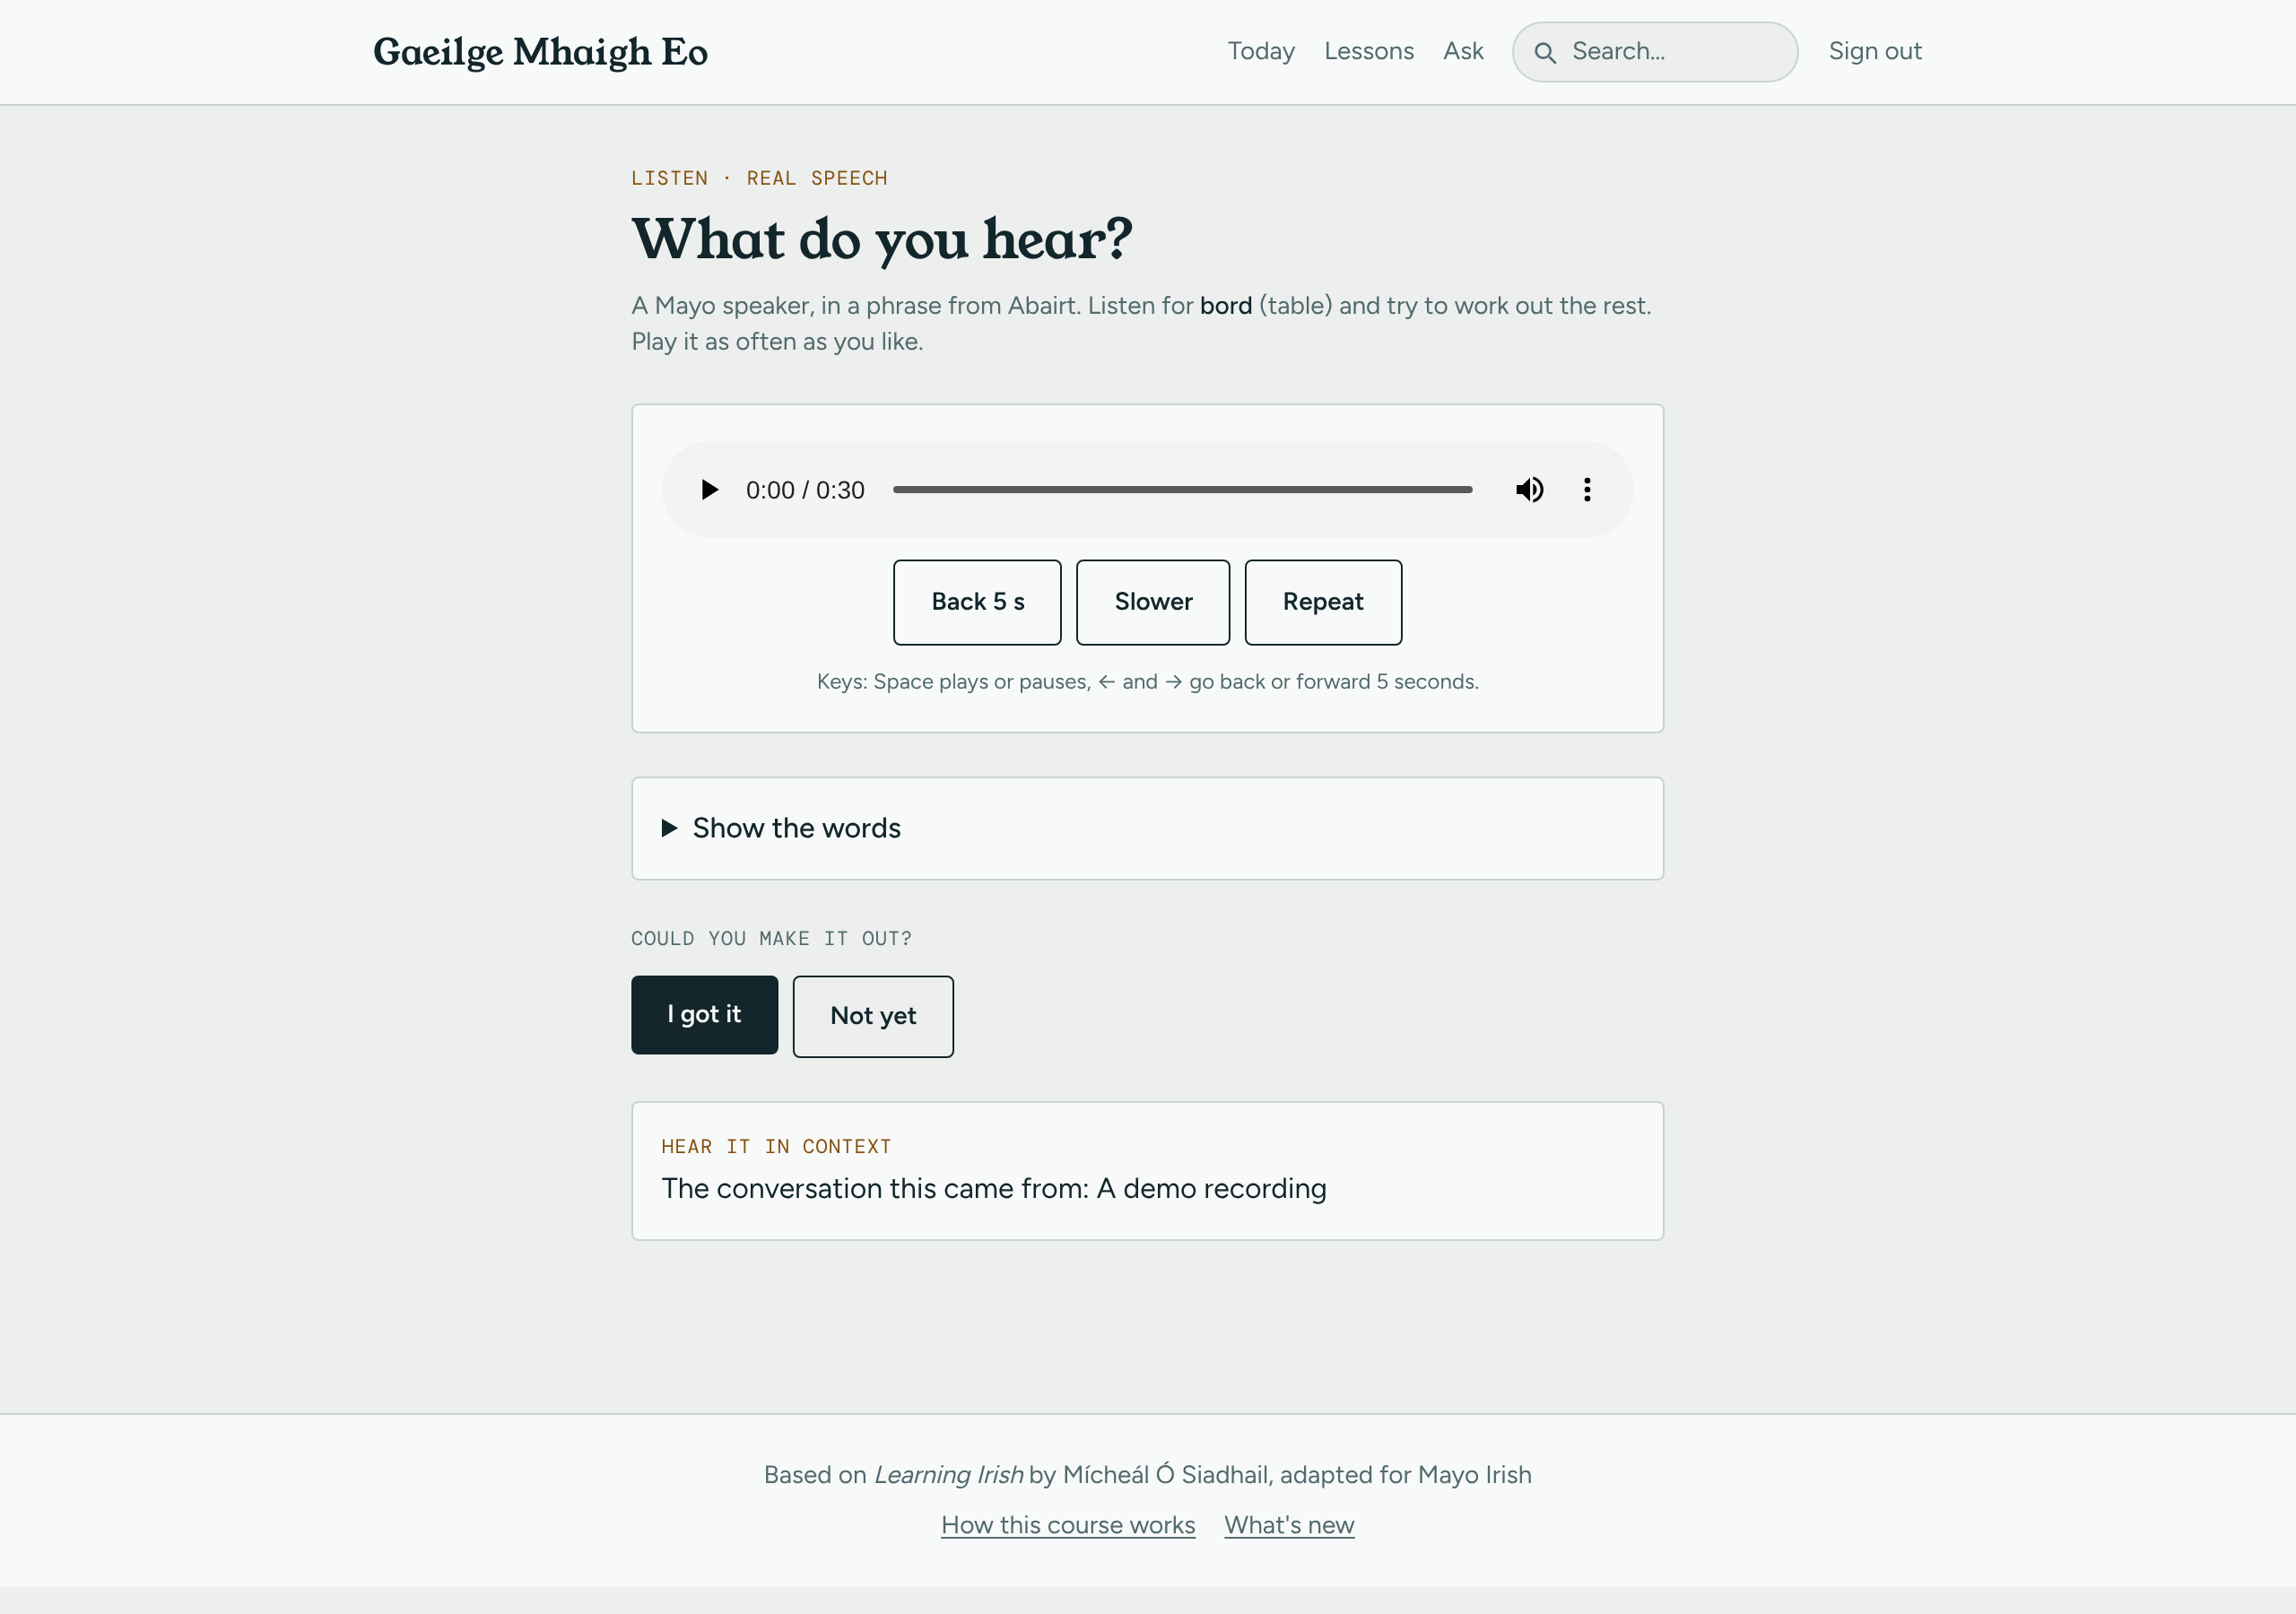 Gaeilge Mhaigh Eo
Today Lessons Ask Search... Sign out
LISTEN · REAL SPEECH
What do you hear?
A Mayo speaker, in a phrase from Abairt. Listen for bord (table) and try to work out the rest.
Play it as often as you like.
0:00 / 0:30
Back 5 s Slower Repeat
Keys: Space plays or pauses, ← and → go back or forward 5 seconds.
Show the words
COULD YOU MAKE IT OUT?
I got it Not yet
HEAR IT IN CONTEXT
The conversation this came from: A demo recording
Based on Learning Irish by Mícheál Ó Siadhail, adapted for Mayo Irish
How this course works What's new